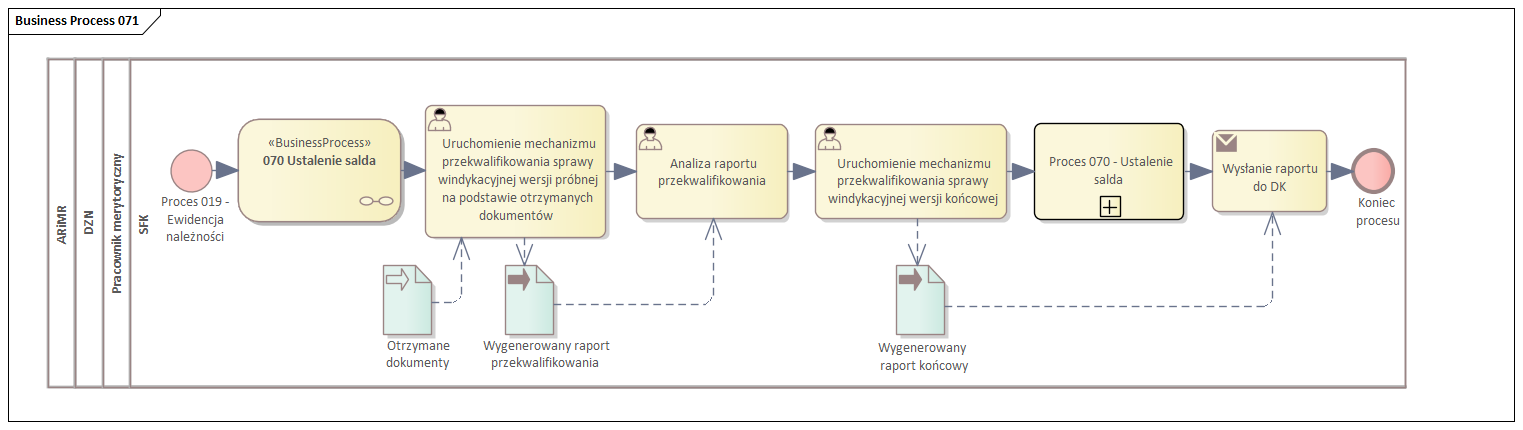 Business Process 071
ARiMR
DZN
Pracownik merytoryczny
SFK
Proces 019 -
Ewidencja
należności
«BusinessProcess»
070 Ustalenie salda
Uruchomienie mechanizmu
przekwalifikowania sprawy
windykacyjnej wersji próbnej
na podstawie otrzymanych
dokumentów
Analiza raportu
przekwalifikowania
Uruchomienie mechanizmu
przekwalifikowania sprawy
windykacyjnej wersji końcowej
Proces 070 - Ustalenie
salda
Wysłanie raportu
do DK
Koniec
procesu
Otrzymane
dokumenty
Wygenerowany raport
przekwalifikowania
Wygenerowany
raport końcowy